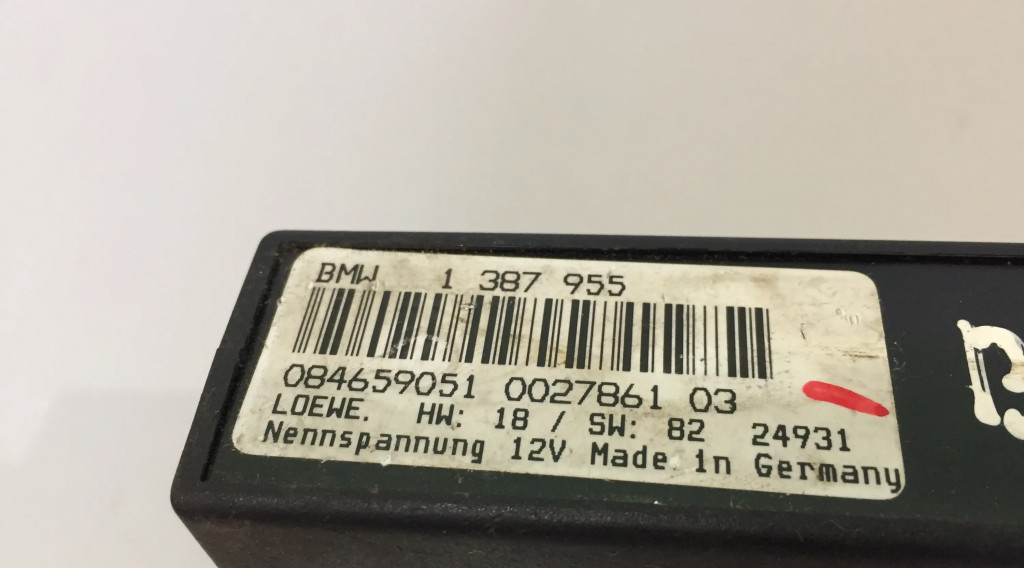 BMW 1 387 955
084659051 0027861 03
LOEWE. HW: 18 / SW: 82 24931
Nennspannung 12V Made in Germany